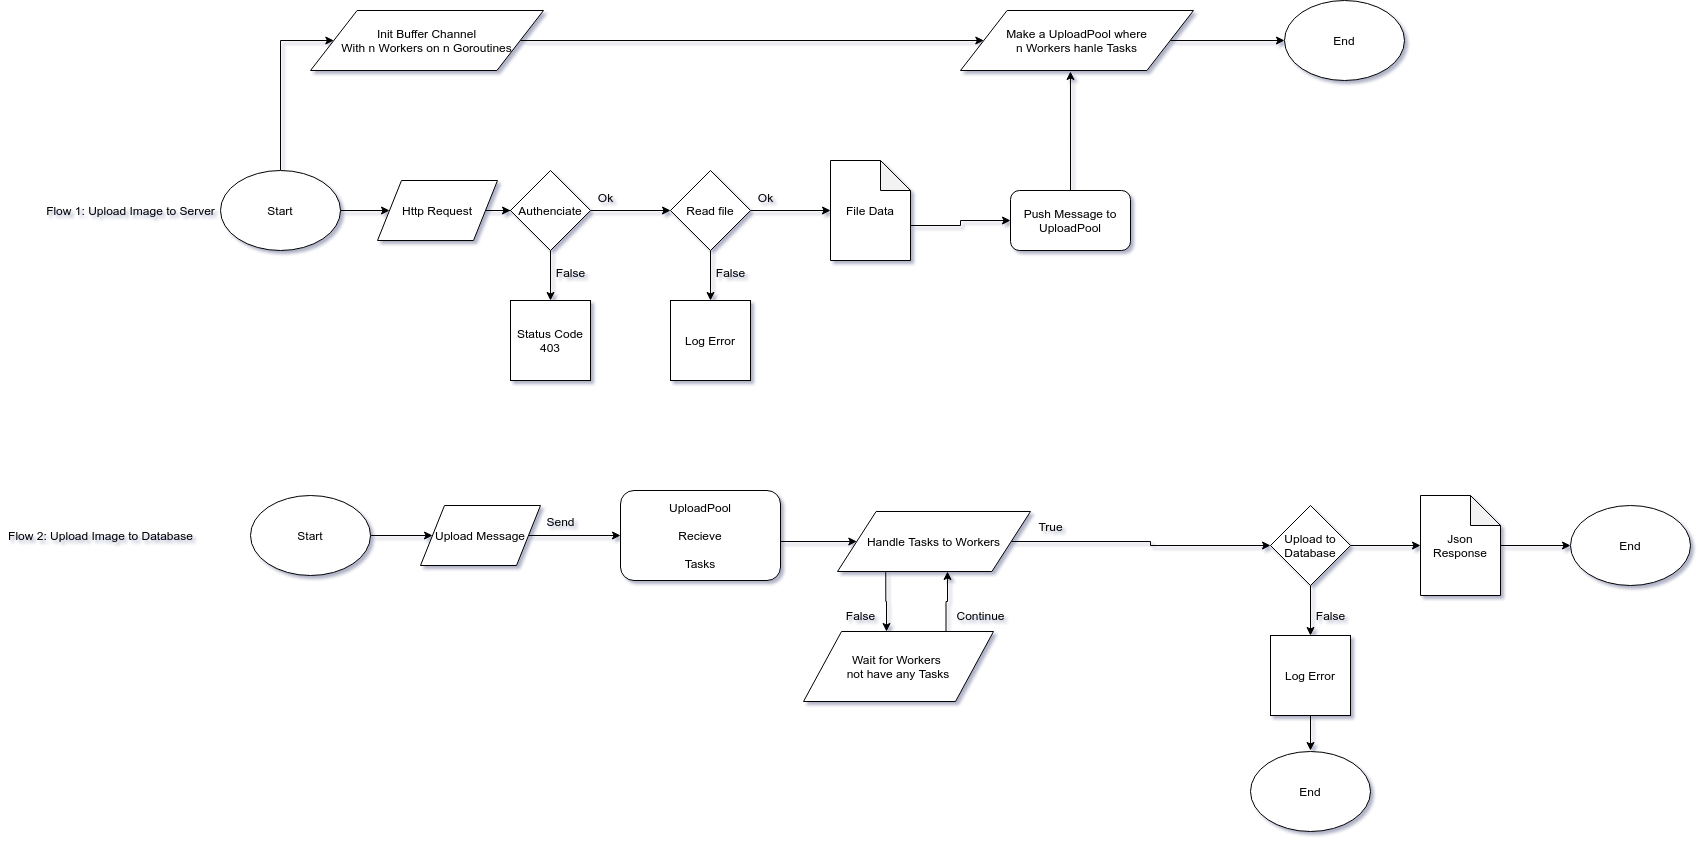 Init Buffer Channel
With n Workers on n Goroutines
Make a UploadPool where
n Workers hanle Tasks
End
Flow 1: Upload Image to Server
Start
Http Request
Authenciate
Ok
Read file
Ok
File Data
Push Message to
UploadPool
False
False
Status Code
403
Log Error
Flow 2: Upload Image to Database
Start
Upload Message
Send
UploadPool
Recieve
Tasks
Handle Tasks to Workers
True
Upload to
Database
Json
Response
End
False
Continue
False
Wait for Workers
not have any Tasks
Log Error
End